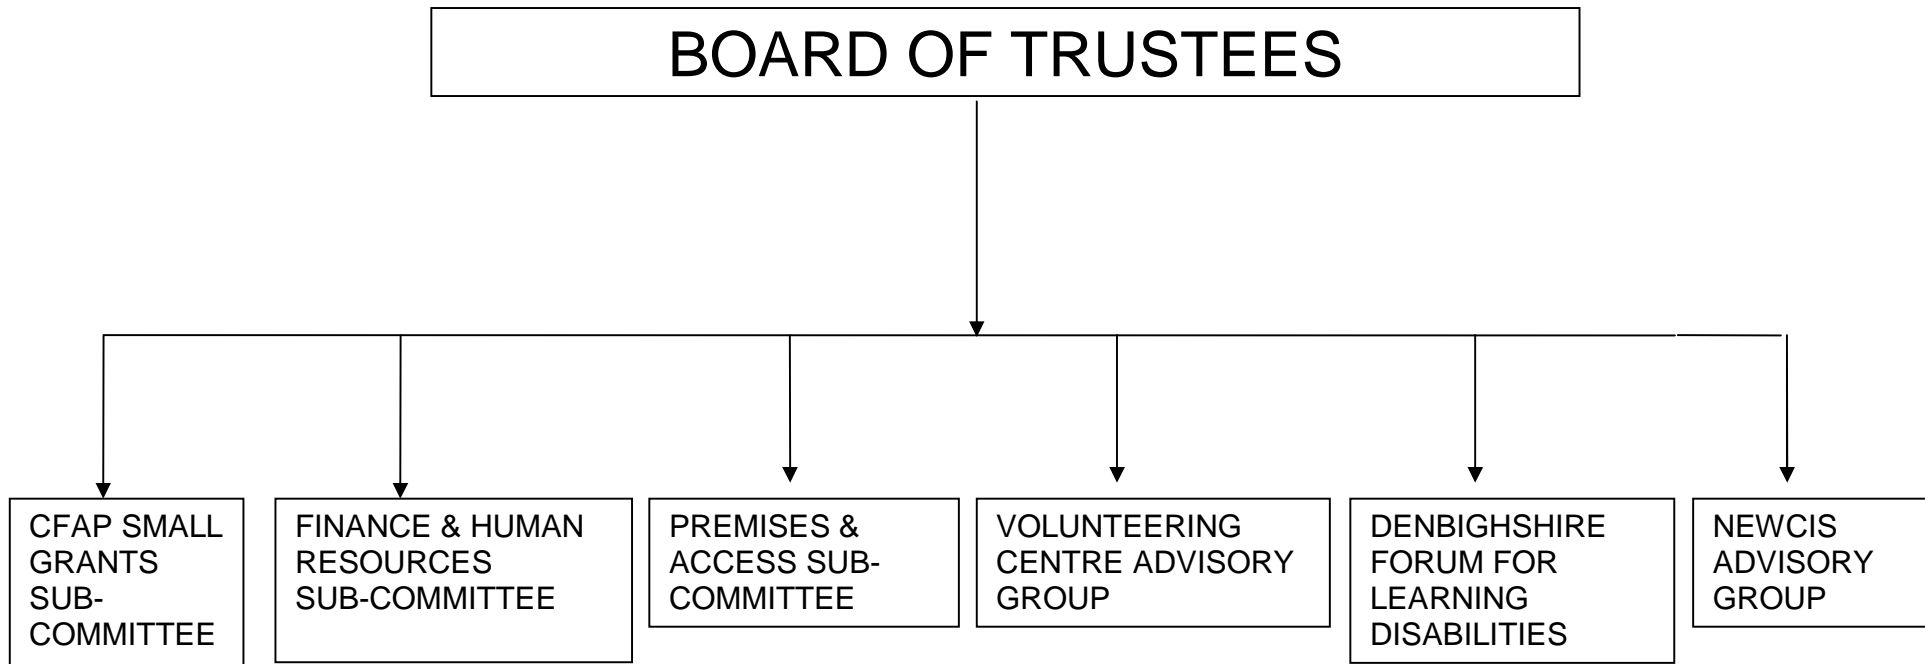 BOARD OF TRUSTEES
CFAP SMALL
GRANTS
SUB-
COMMITTEE
FINANCE & HUMAN
RESOURCES
SUB-COMMITTEE
PREMISES &
ACCESS SUB-
COMMITTEE
VOLUNTEERING
CENTRE ADVISORY
GROUP
DENBIGHSHIRE
FORUM FOR
LEARNING
DISABILITIES
NEWCIS
ADVISORY
GROUP